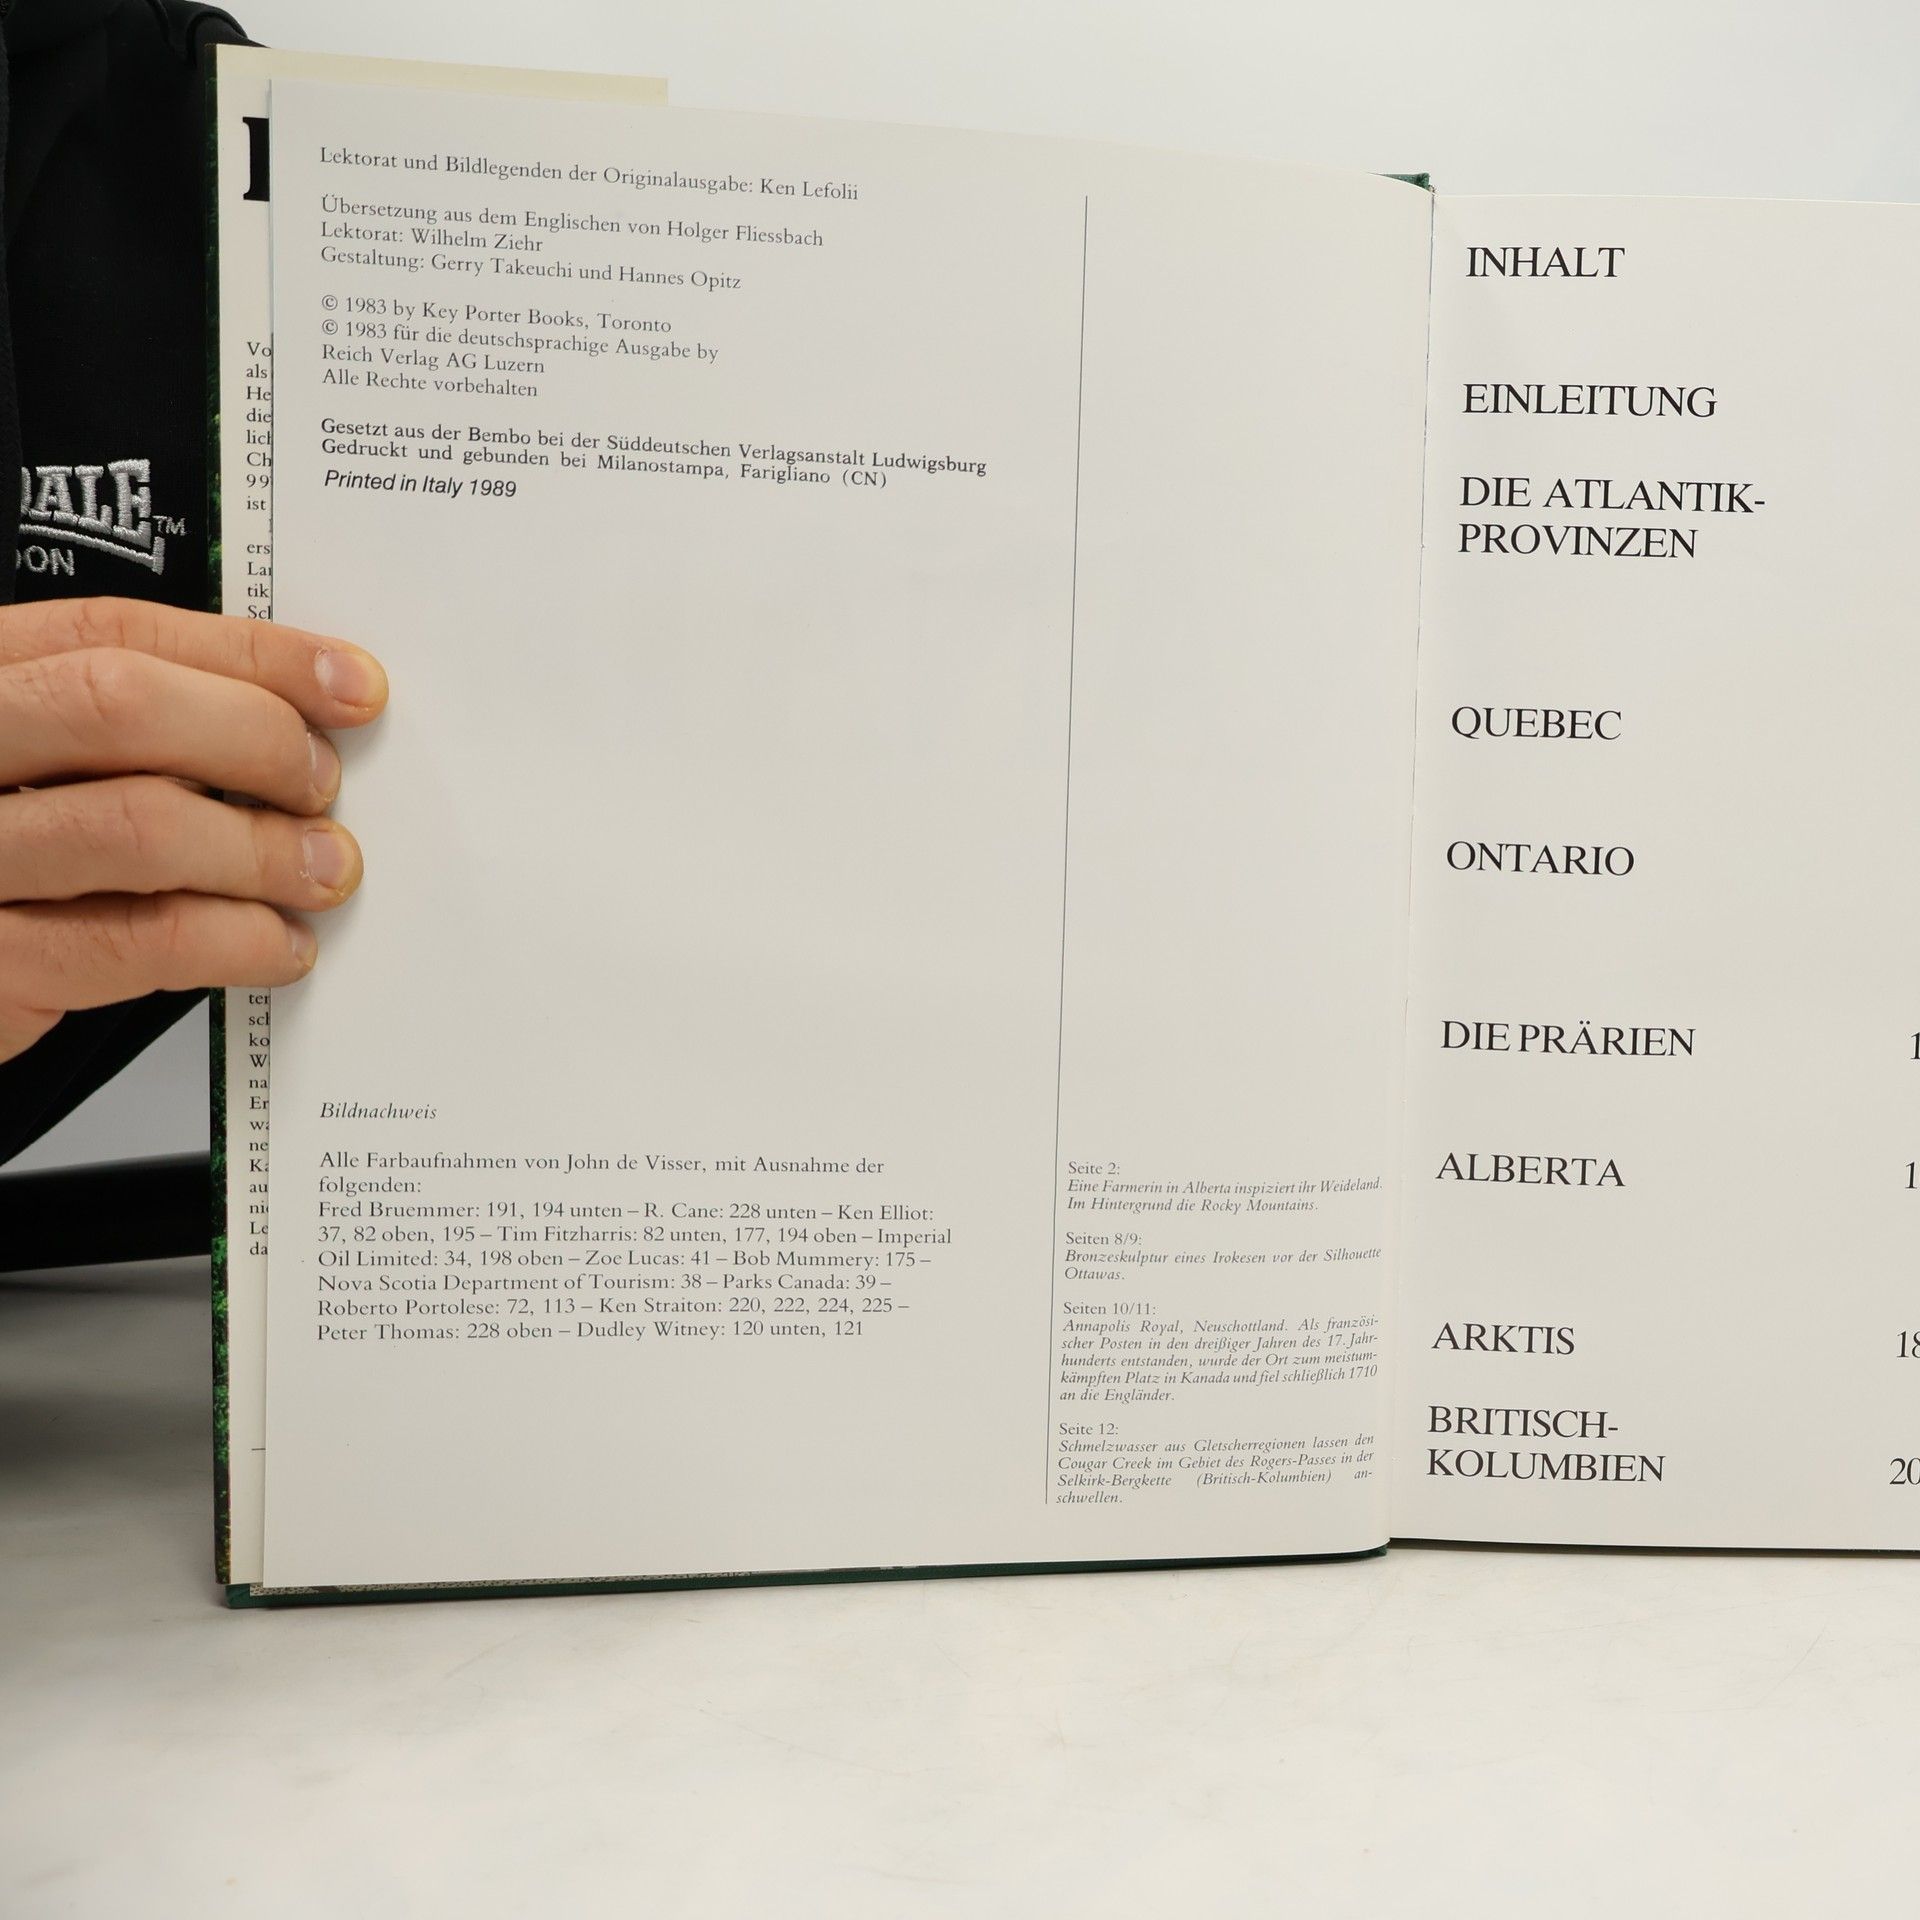 Lektorat und Bildlegenden der Originalausgabe: Ken Lefolii
Übersetzung aus dem Englischen von Holger Fliessbach
Lektorat: Wilhelm Ziehr
Gestaltung: Gerry Takeuchi und Hannes Opitz
© 1983 by Key Porter Books, Toronto
© 1983 für die deutschsprachige Ausgabe by
Reich Verlag AG Luzern
Alle Rechte vorbehalten
Gesetzt aus der Bembo bei der Süddeutschen Verlagsanstalt Ludwigsburg
Gedruckt und gebunden bei Milanostampa, Farigliano (CN)
Printed in Italy 1989
Bildnachweis
Alle Farbaufnahmen von John de Visser, mit Ausnahme der
folgenden:
Fred Bruemmer: 191, 194 unten – R. Cane: 228 unten – Ken Elliot:
37, 82 oben, 195 – Tim Fitzharris: 82 unten, 177, 194 oben – Imperial
Oil Limited: 34, 198 oben – Zoe Lucas: 41 – Bob Mummery: 175 –
Nova Scotia Department of Tourism: 38 – Parks Canada: 39 –
Roberto Portolese: 72, 113 – Ken Straiton: 220, 222, 224, 225 –
Peter Thomas: 228 oben – Dudley Witney: 120 unten, 121
Seite 2:
Eine Farmerin in Alberta inspiziert ihr Weideland.
Im Hintergrund die Rocky Mountains.
Seiten 8/9:
Bronzeskulptur eines Irokesen vor der Silhouette
Ottawas.
Seiten 10/11:
Annapolis Royal, Neuschottland. Als französi-
scher Posten in den dreißiger Jahren des 17. Jahr-
hunderts entstanden, wurde der Ort zum meistum-
kämpften Platz in Kanada und fiel schließlich 1710
an die Engländer.
Seite 12:
Schmelzwasser aus Gletscherregionen lassen den
Cougar Creek im Gebiet des Rogers-Passes in der
Selkirk-Bergkette (Britisch-Kolumbien) an-
schwellen.
INHALT
EINLEITUNG
DIE ATLANTIK-
PROVINZEN
QUEBEC
ONTARIO
DIE PRÄRIEN
ALBERTA
ARKTIS
BRITISCH-
KOLUMBIEN